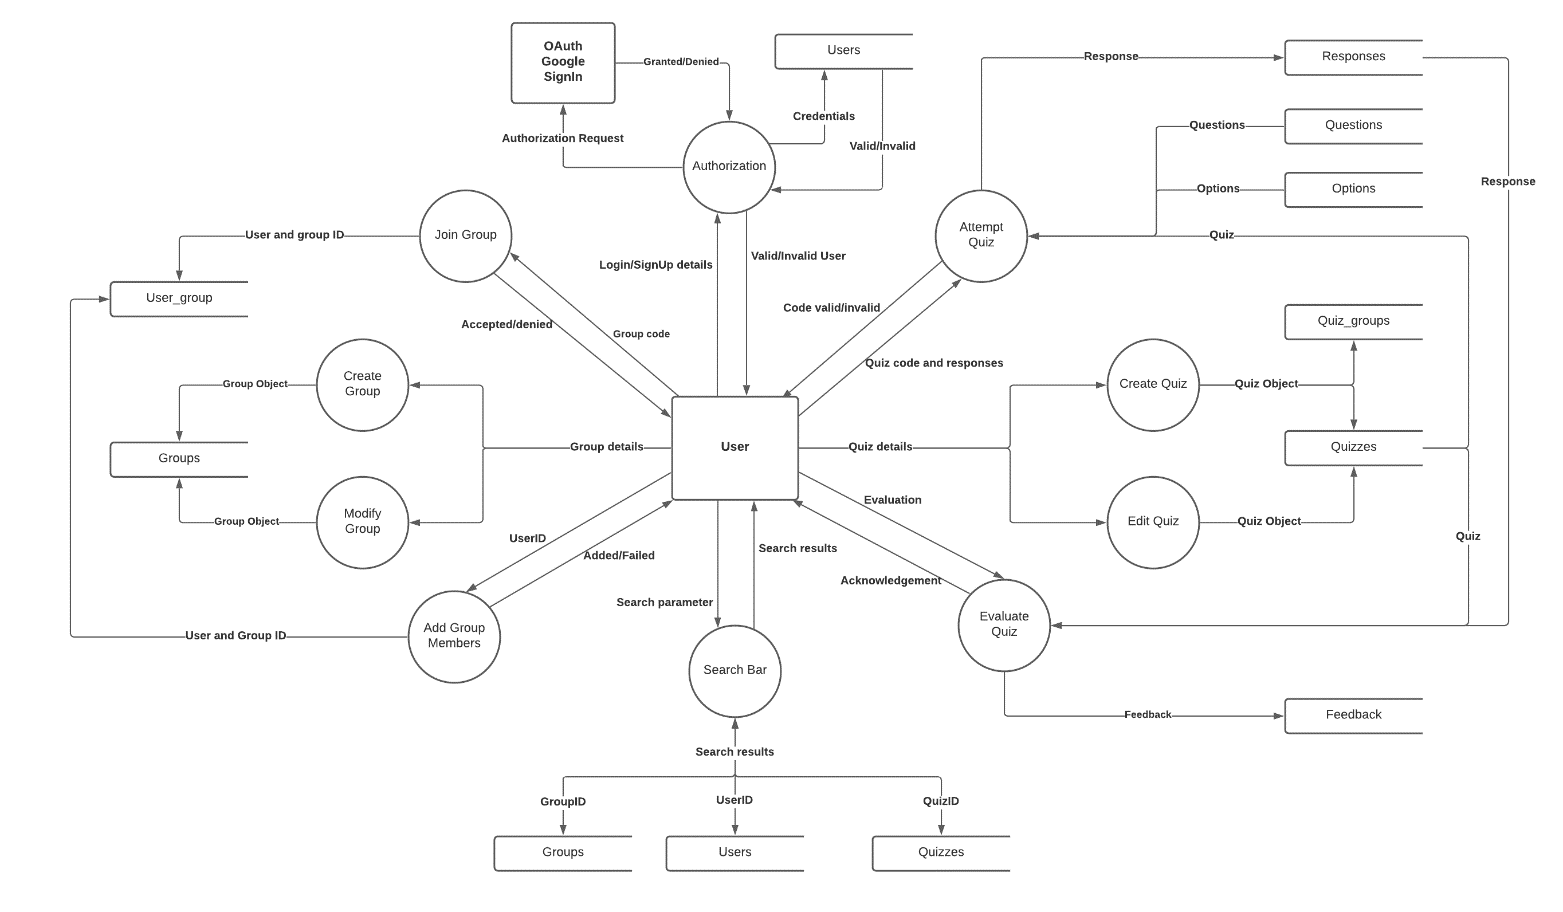 OAuth
Google
SignIn
Granted/Denied
Users
Response
Responses
Authorization Request
Credentials
Valid/Invalid
Questions
Questions
Authorization
Options
Options
Response
Join Group
User and group ID
Attempt
Quiz
Quiz
Login/SignUp details
Valid/Invalid User
User_group
Code valid/invalid
Accepted/denied
Group code
Quiz_groups
Quiz code and responses
Create
Group
Group Object
Create Quiz
Quiz Object
Groups
Group details
User
Quiz details
Quizzes
Modify
Group
Group Object
Evaluation
Edit Quiz
Quiz Object
UserID
Added/Failed
Search results
Quiz
Acknowledgement
Search parameter
Add Group
Members
User and Group ID
Evaluate
Quiz
Search Bar
Feedback
Feedback
Search results
GroupID
UserID
QuizID
Groups
Users
Quizzes